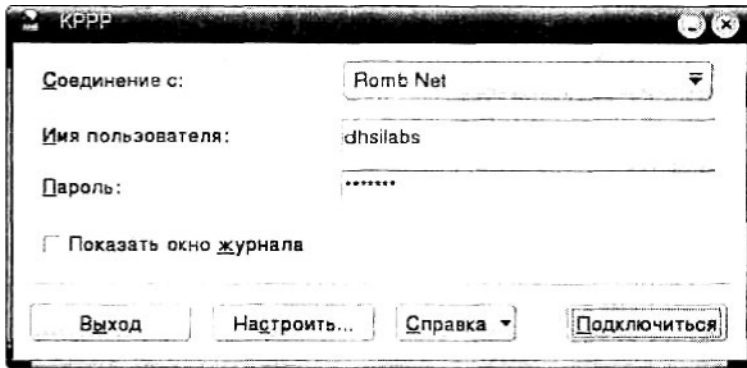 KPPP
Соединение с: Romb Net
Имя пользователя: dhsilabs
Пароль: *******
Показать окно журнала
Выход Настроить... Справка Подключиться